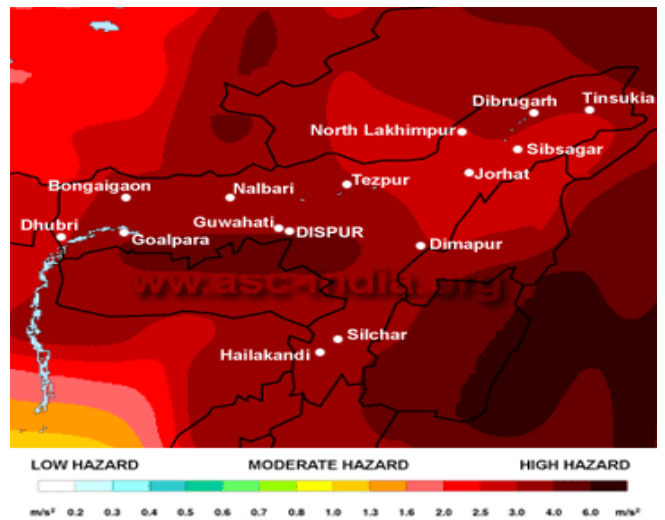 Dibrugarh
Tinsukia
North Lakhimpur
Sibsagar
Jorhat
Bongaigaon
Nalbari
Tezpur
Dhubri
Guwahati
DISPUR
Goalpara
Dimapur
www.asc-india.org
Silchar
Hailakandi
LOW HAZARD MODERATE HAZARD HIGH HAZARD
m/s² 0.2 0.3 0.4 0.5 0.6 0.7 0.8 1.0 1.3 1.6 2.0 2.5 3.0 4.0 6.0 m/s²